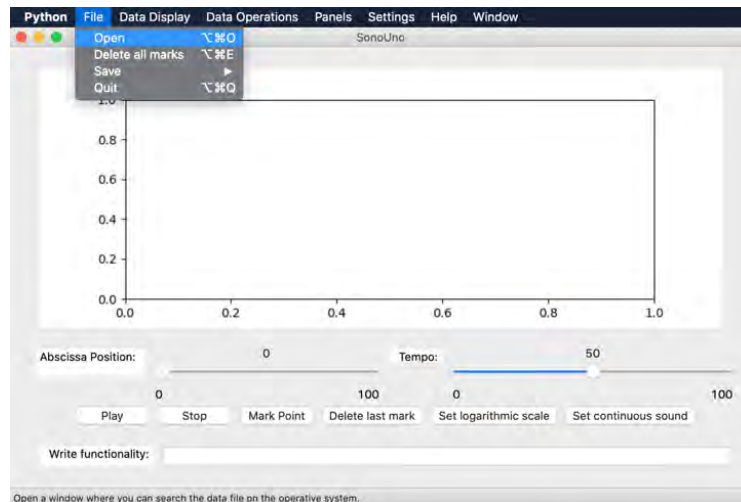 Python File Data Display Data Operations Panels Settings Help Window
SonoUno
Open ⌥⌘O
Delete all marks ⌥⌘E
Save ▶
Quit ⌥⌘Q
1.0
0.8
0.6
0.4
0.2
0.0
0.0 0.2 0.4 0.6 0.8 1.0
Abscissa Position: 0 Tempo: 50
0 100 0 100
Play Stop Mark Point Delete last mark Set logarithmic scale Set continuous sound
Write functionality:
Open a window where you can search the data file on the operative system.